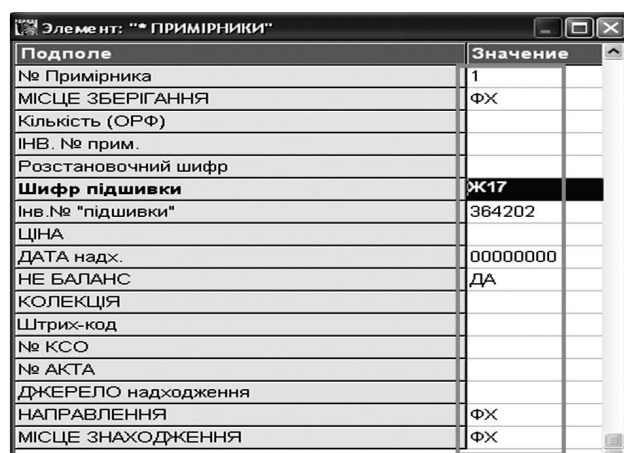 Элемент: "* ПРИМІРНИКИ"
Подполе Значение
№ Примірника 1
МІСЦЕ ЗБЕРІГАННЯ ФХ
Кількість (ОРФ)
ІНВ. № прим.
Розстановочний шифр
Шифр підшивки Ж17
Інв.№ "підшивки" 364202
ЦІНА
ДАТА надх. 00000000
НЕ БАЛАНС ДА
КОЛЕКЦІЯ
Штрих-код
№ КСО
№ АКТА
ДЖЕРЕЛО надходження
НАПРАВЛЕННЯ ФХ
МІСЦЕ ЗНАХОДЖЕННЯ ФХ